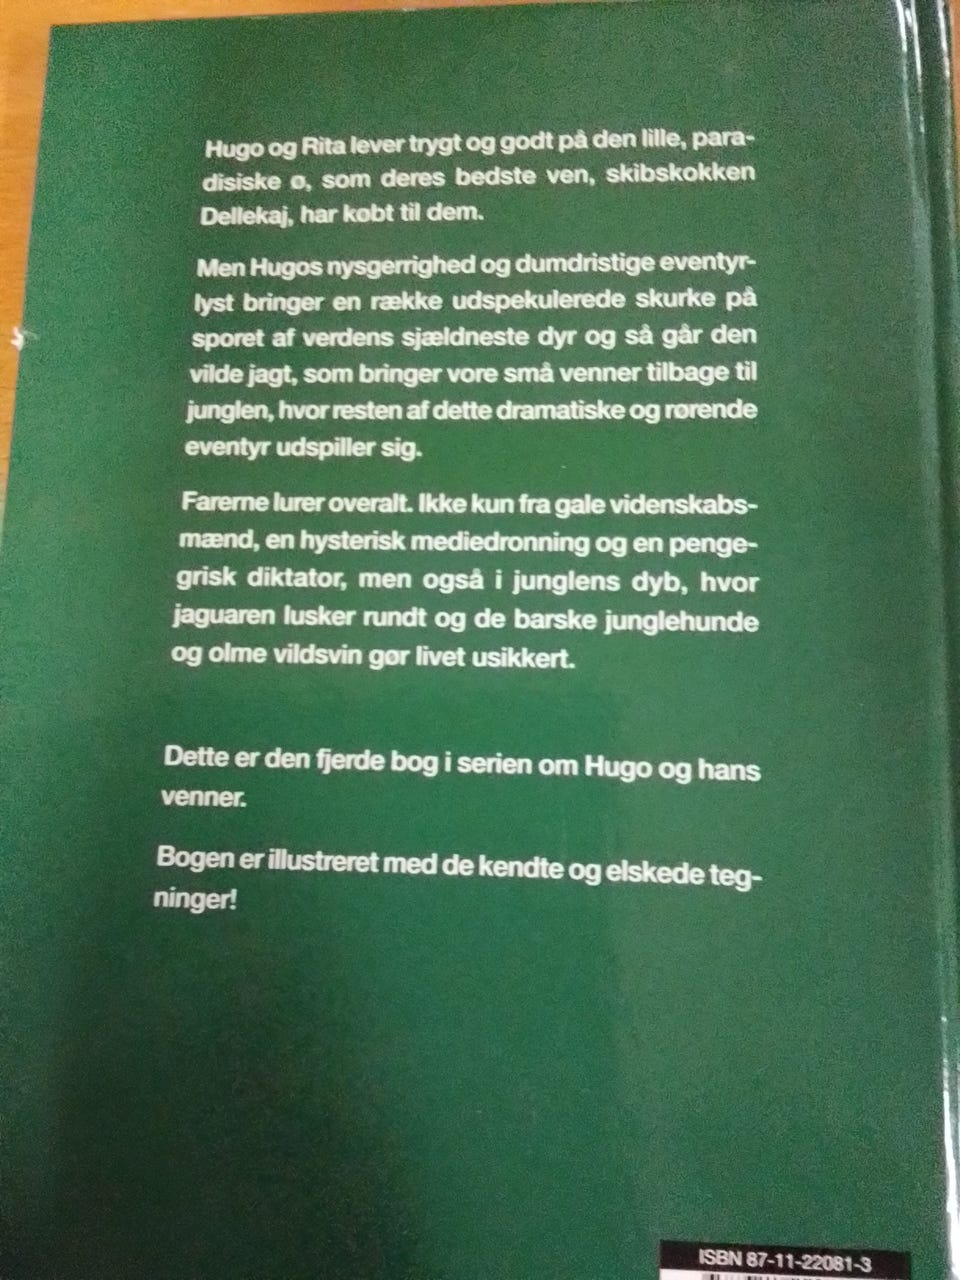 Hugo og Rita lever trygt og godt på den lille, para-
disiske ø, som deres bedste ven, skibskokken
Dellekaj, har købt til dem.
Men Hugos nysgerrighed og dumdristige eventyr-
lyst bringer en række udspekulerede skurke på
sporet af verdens sjældneste dyr og så går den
vilde jagt, som bringer vore små venner tilbage til
junglen, hvor resten af dette dramatiske og rørende
eventyr udspiller sig.
Farerne lurer overalt. Ikke kun fra gale videnskabs-
mænd, en hysterisk mediedronning og en penge-
grisk diktator, men også i junglens dyb, hvor
jaguaren lusker rundt og de barske junglehunde
og olme vildsvin gør livet usikkert.
Dette er den fjerde bog i serien om Hugo og hans
venner.
Bogen er illustreret med de kendte og elskede teg-
ninger!
ISBN 87-11-22081-3